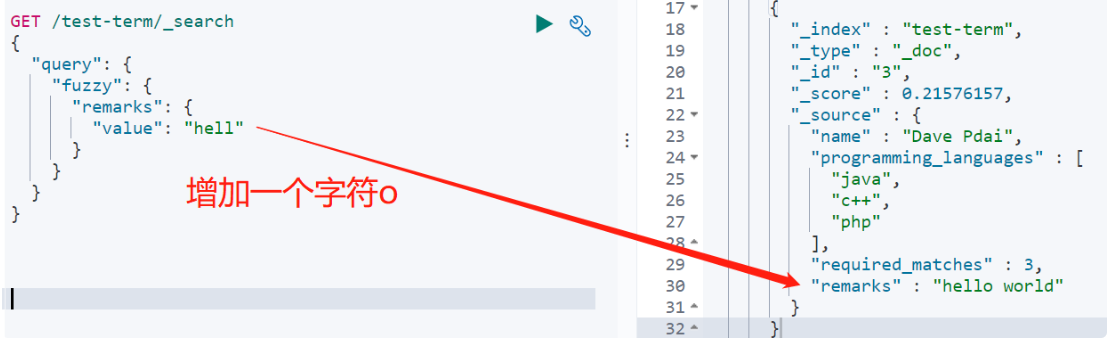 GET /test-term/_search
{
  "query": {
    "fuzzy": {
      "remarks": {
        "value": "hell"
      }
    }
  }
}
增加一个字符o
17 {
18 "_index" : "test-term",
19 "_type" : "_doc",
20 "_id" : "3",
21 "_score" : 0.21576157,
22 "_source" : {
23 "name" : "Dave Pdai",
24 "programming_languages" : [
25 "java",
26 "c++",
27 "php"
28 ],
29 "required_matches" : 3,
30 "remarks" : "hello world"
31 }
32 }